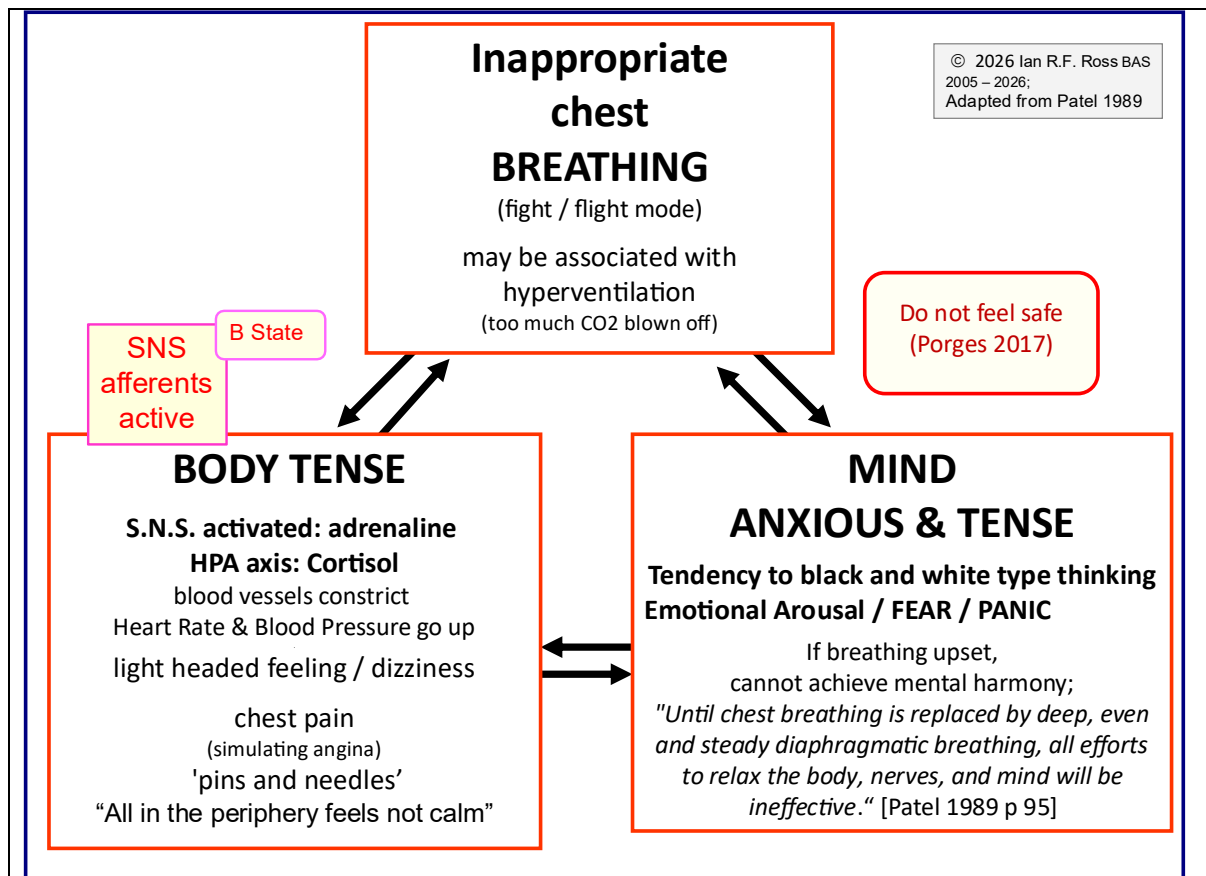 Inappropriate
chest
BREATHING
(fight / flight mode)
may be associated with
hyperventilation
(too much CO2 blown off)
© 2026 Ian R.F. Ross BAS
2005 – 2026;
Adapted from Patel 1989
Do not feel safe
(Porges 2017)
B State
SNS
afferents
active
BODY TENSE
S.N.S. activated: adrenaline
HPA axis: Cortisol
blood vessels constrict
Heart Rate & Blood Pressure go up
light headed feeling / dizziness
chest pain
(simulating angina)
'pins and needles’
“All in the periphery feels not calm”
MIND
ANXIOUS & TENSE
Tendency to black and white type thinking
Emotional Arousal / FEAR / PANIC
If breathing upset,
cannot achieve mental harmony;
"Until chest breathing is replaced by deep, even
and steady diaphragmatic breathing, all efforts
to relax the body, nerves, and mind will be
ineffective.“ [Patel 1989 p 95]